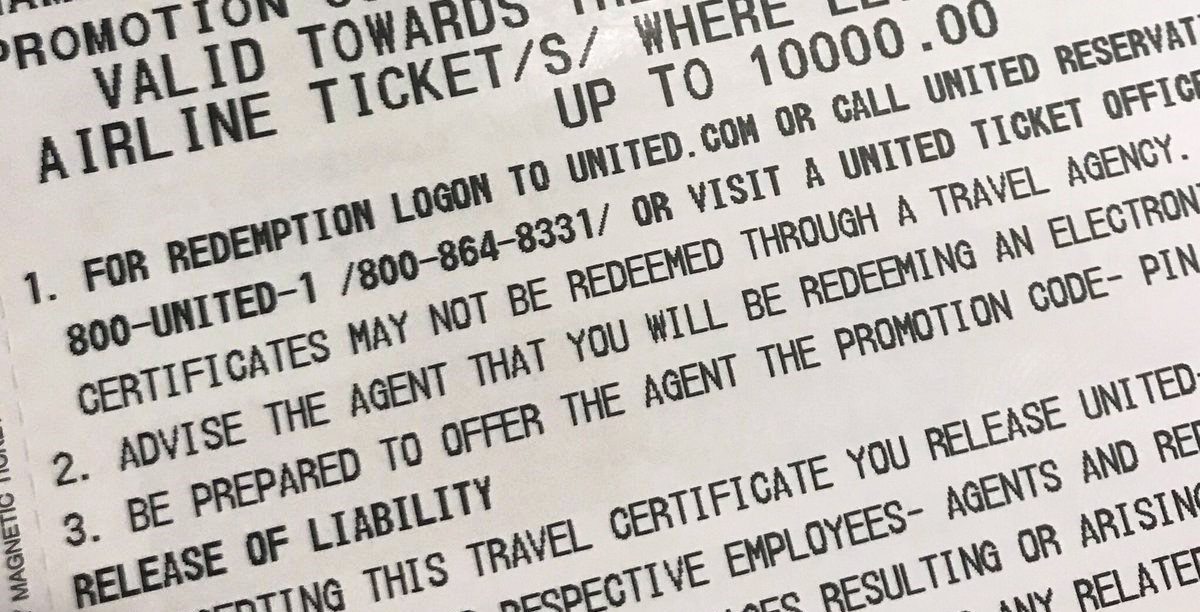 PROMOTION
VALID TOWARDS
AIRLINE TICKET/S/ WHERE
UP TO 10000.00
1. FOR REDEMPTION LOGON TO UNITED.COM OR CALL UNITED RESERVAT
800-UNITED-1 /800-864-8331/ OR VISIT A UNITED TICKET OFFICE
CERTIFICATES MAY NOT BE REDEEMED THROUGH A TRAVEL AGENCY.
2. ADVISE THE AGENT THAT YOU WILL BE REDEEMING AN ELECTRON
3. BE PREPARED TO OFFER THE AGENT THE PROMOTION CODE- PIN
RELEASE OF LIABILITY
THIS TRAVEL CERTIFICATE YOU RELEASE UNITED-
RESPECTIVE EMPLOYEES- AGENTS AND
RESULTING OR ARISING
ANY RELATED
MAGNETIC